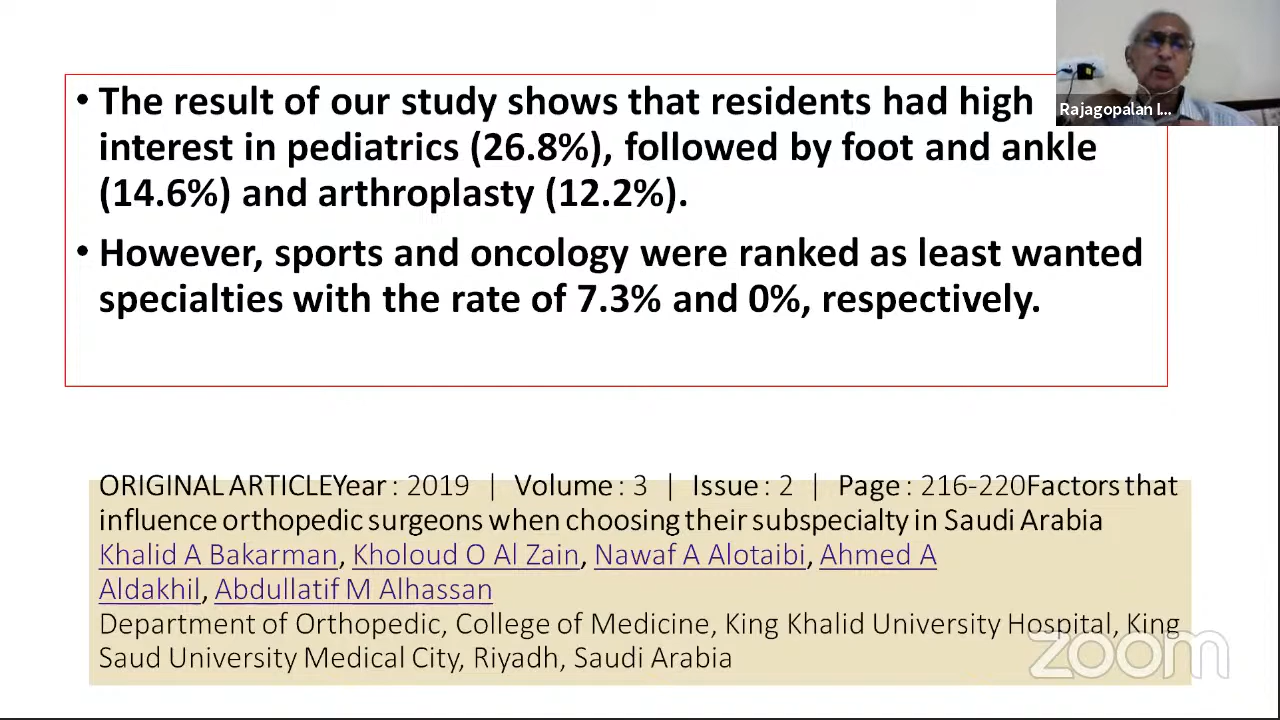 • The result of our study shows that residents had high
interest in pediatrics (26.8%), followed by foot and ankle
(14.6%) and arthroplasty (12.2%).
• However, sports and oncology were ranked as least wanted
specialties with the rate of 7.3% and 0%, respectively.
Rajagopalan I...
ORIGINAL ARTICLEYear : 2019 | Volume : 3 | Issue : 2 | Page : 216-220Factors that
influence orthopedic surgeons when choosing their subspecialty in Saudi Arabia
Khalid A Bakarman, Kholoud O Al Zain, Nawaf A Alotaibi, Ahmed A
Aldakhil, Abdullatif M Alhassan
Department of Orthopedic, College of Medicine, King Khalid University Hospital, King
Saud University Medical City, Riyadh, Saudi Arabia
zoom